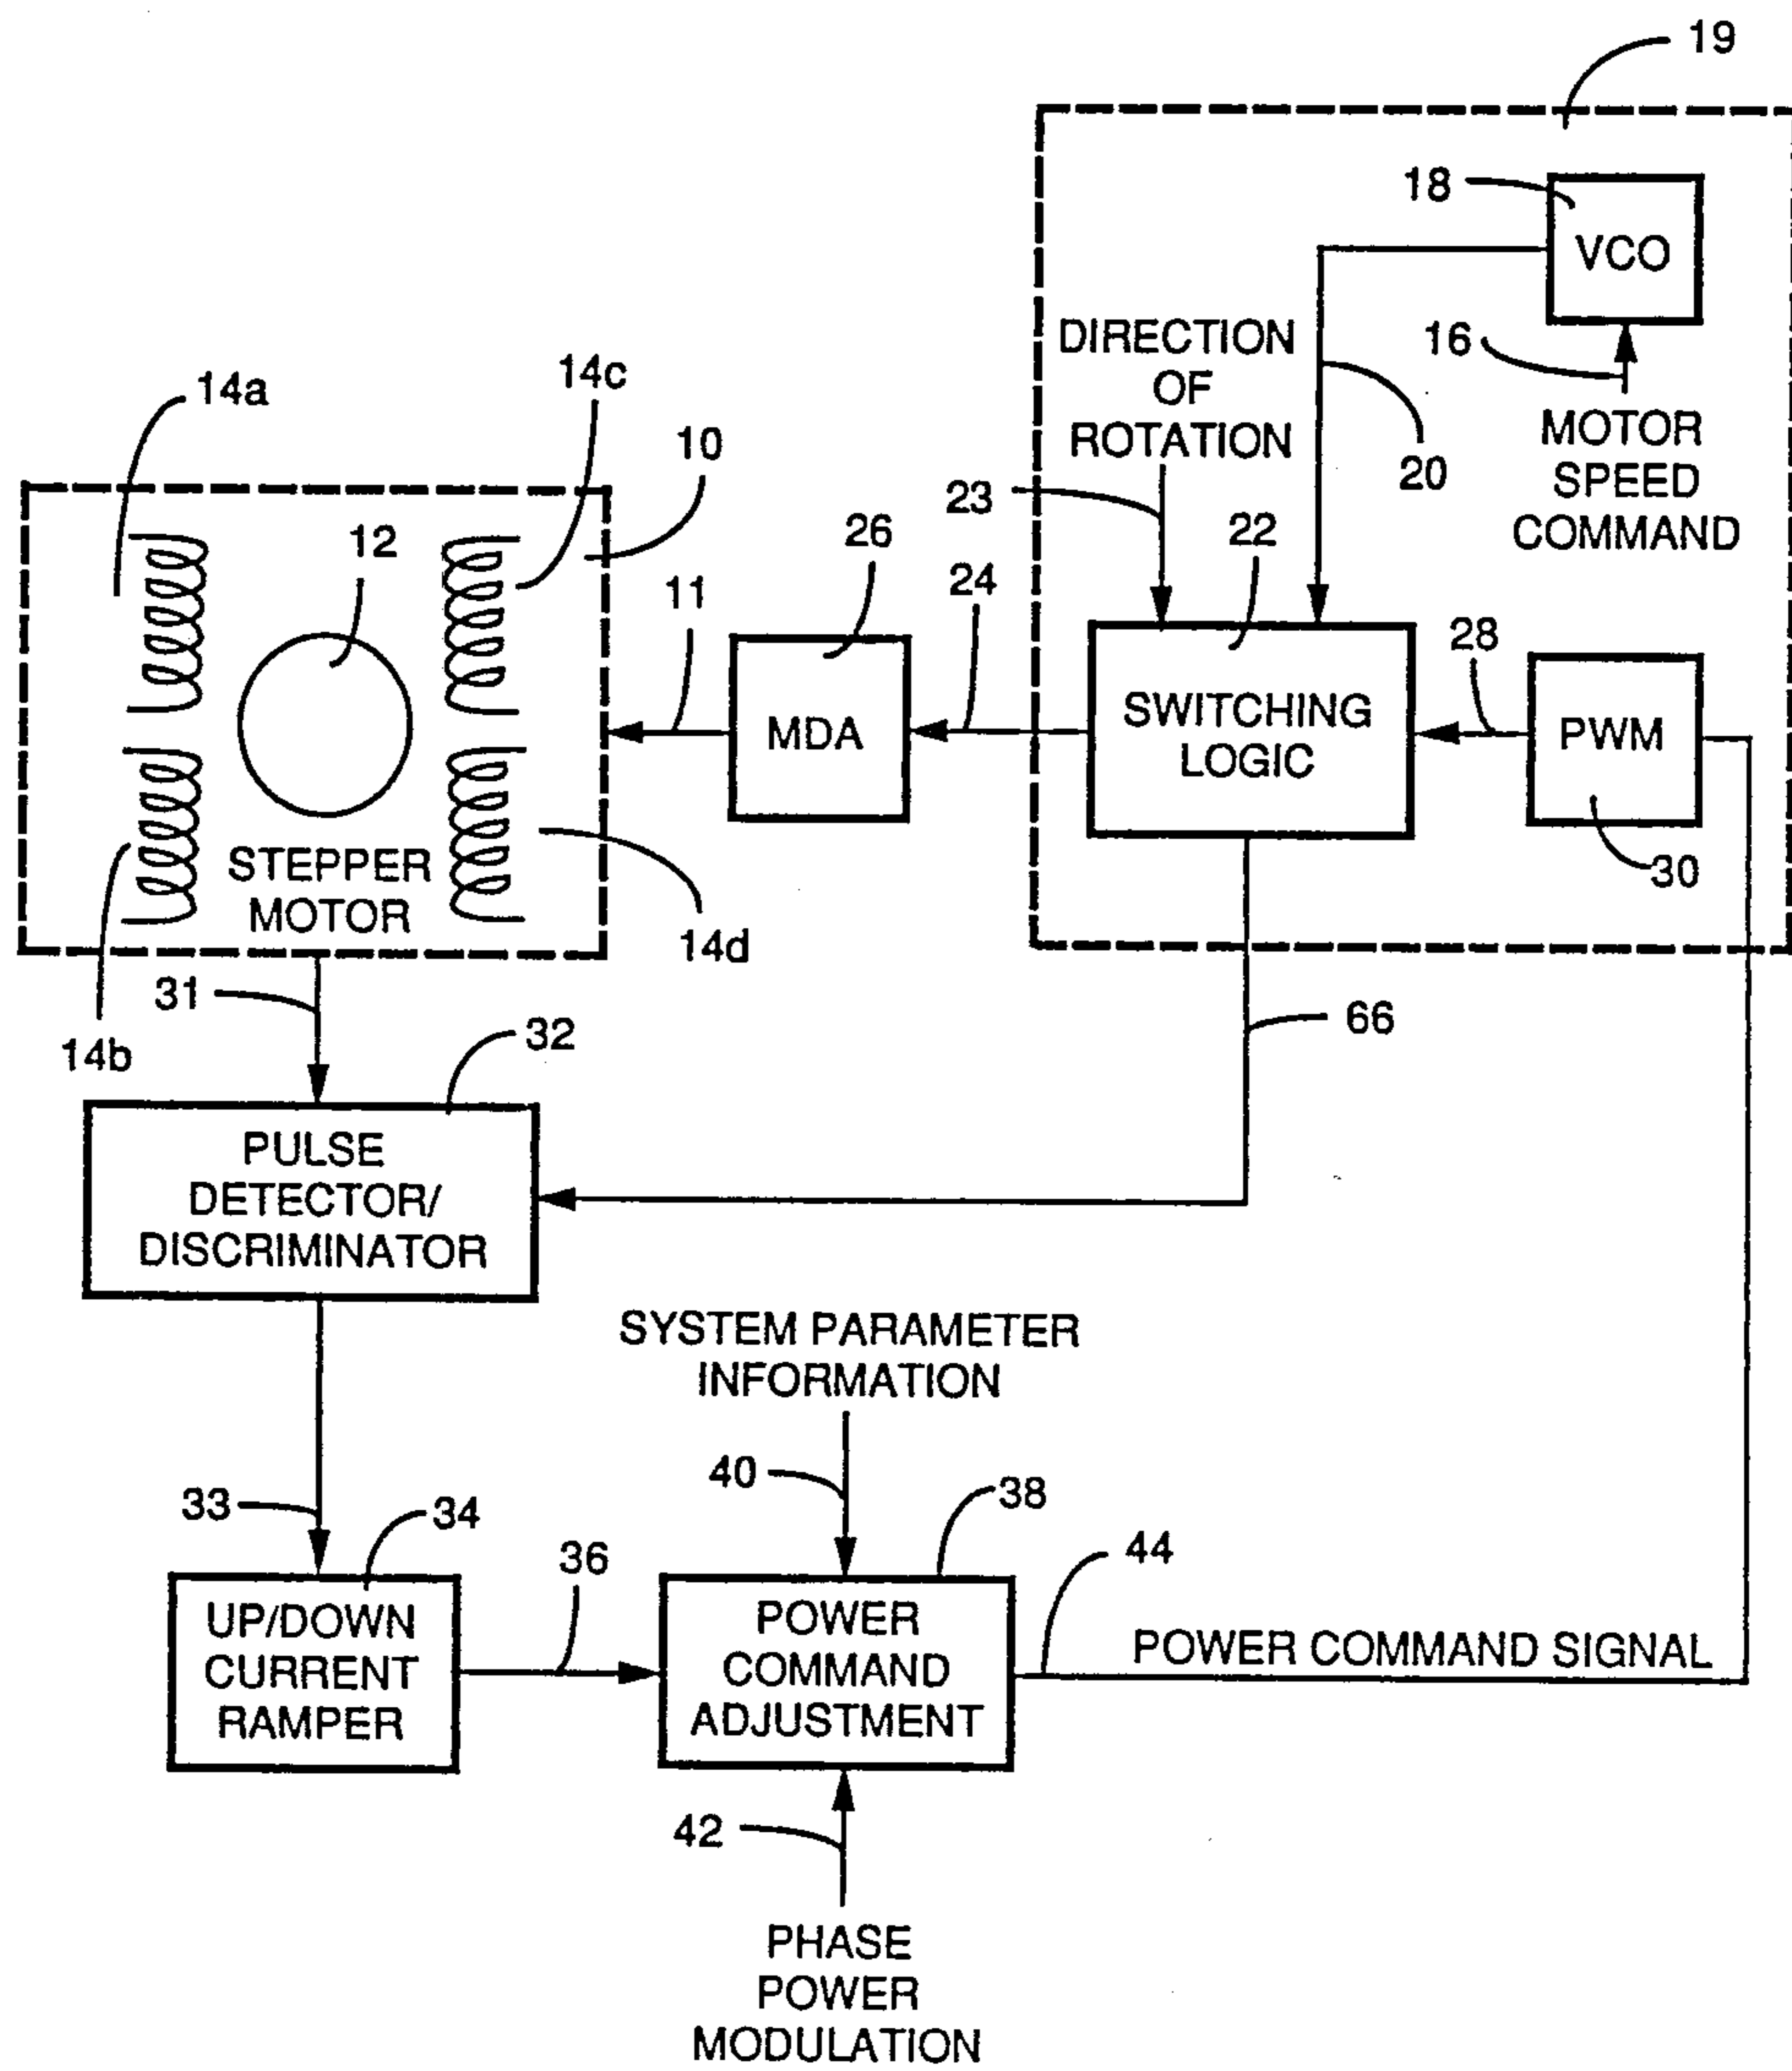 19
18
VCO
16
MOTOR
SPEED
COMMAND
DIRECTION
OF
ROTATION
20
23
22
14a
14c
10
12
11
26
24
28
MDA
SWITCHING
LOGIC
PWM
30
STEPPER
MOTOR
14d
14b
31
32
66
PULSE
DETECTOR/
DISCRIMINATOR
SYSTEM PARAMETER
INFORMATION
33
34
40
38
36
44
UP/DOWN
CURRENT
RAMPER
POWER
COMMAND
ADJUSTMENT
POWER COMMAND SIGNAL
42
PHASE
POWER
MODULATION